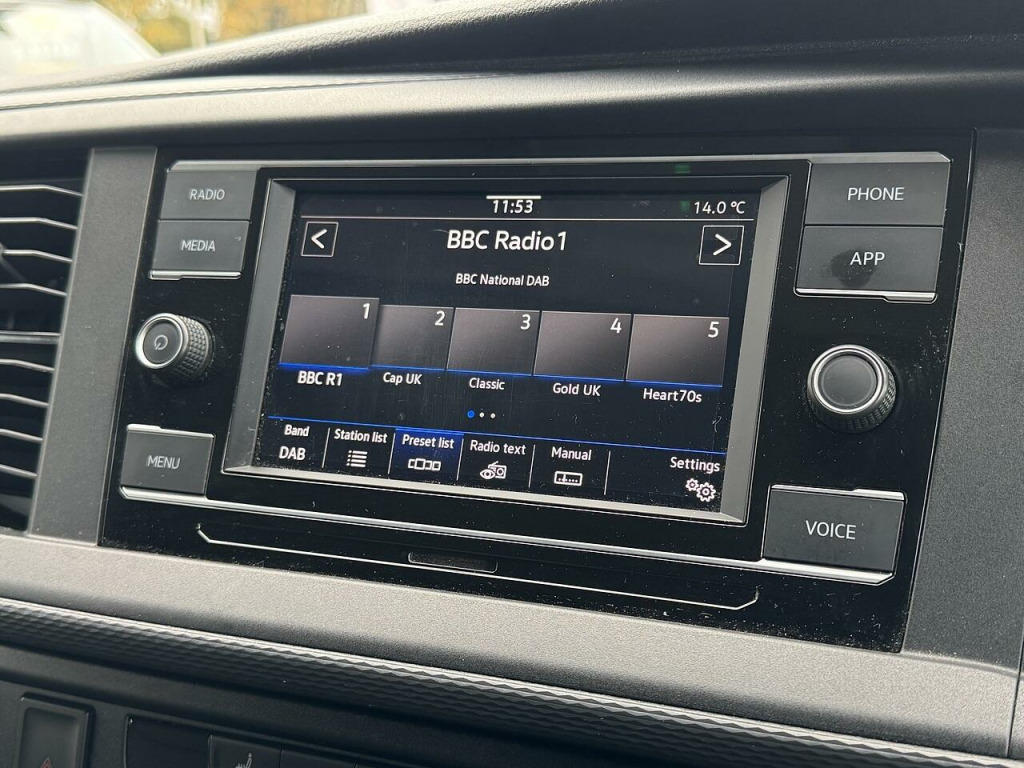 RADIO
MEDIA
MENU
PHONE
APP
VOICE
11:53
14.0 °C
< BBC Radio 1 >
BBC National DAB
1 2 3 4 5
BBC R1 Cap UK Classic Gold UK Heart70s
Band Station list Preset list Radio text Manual Settings
DAB